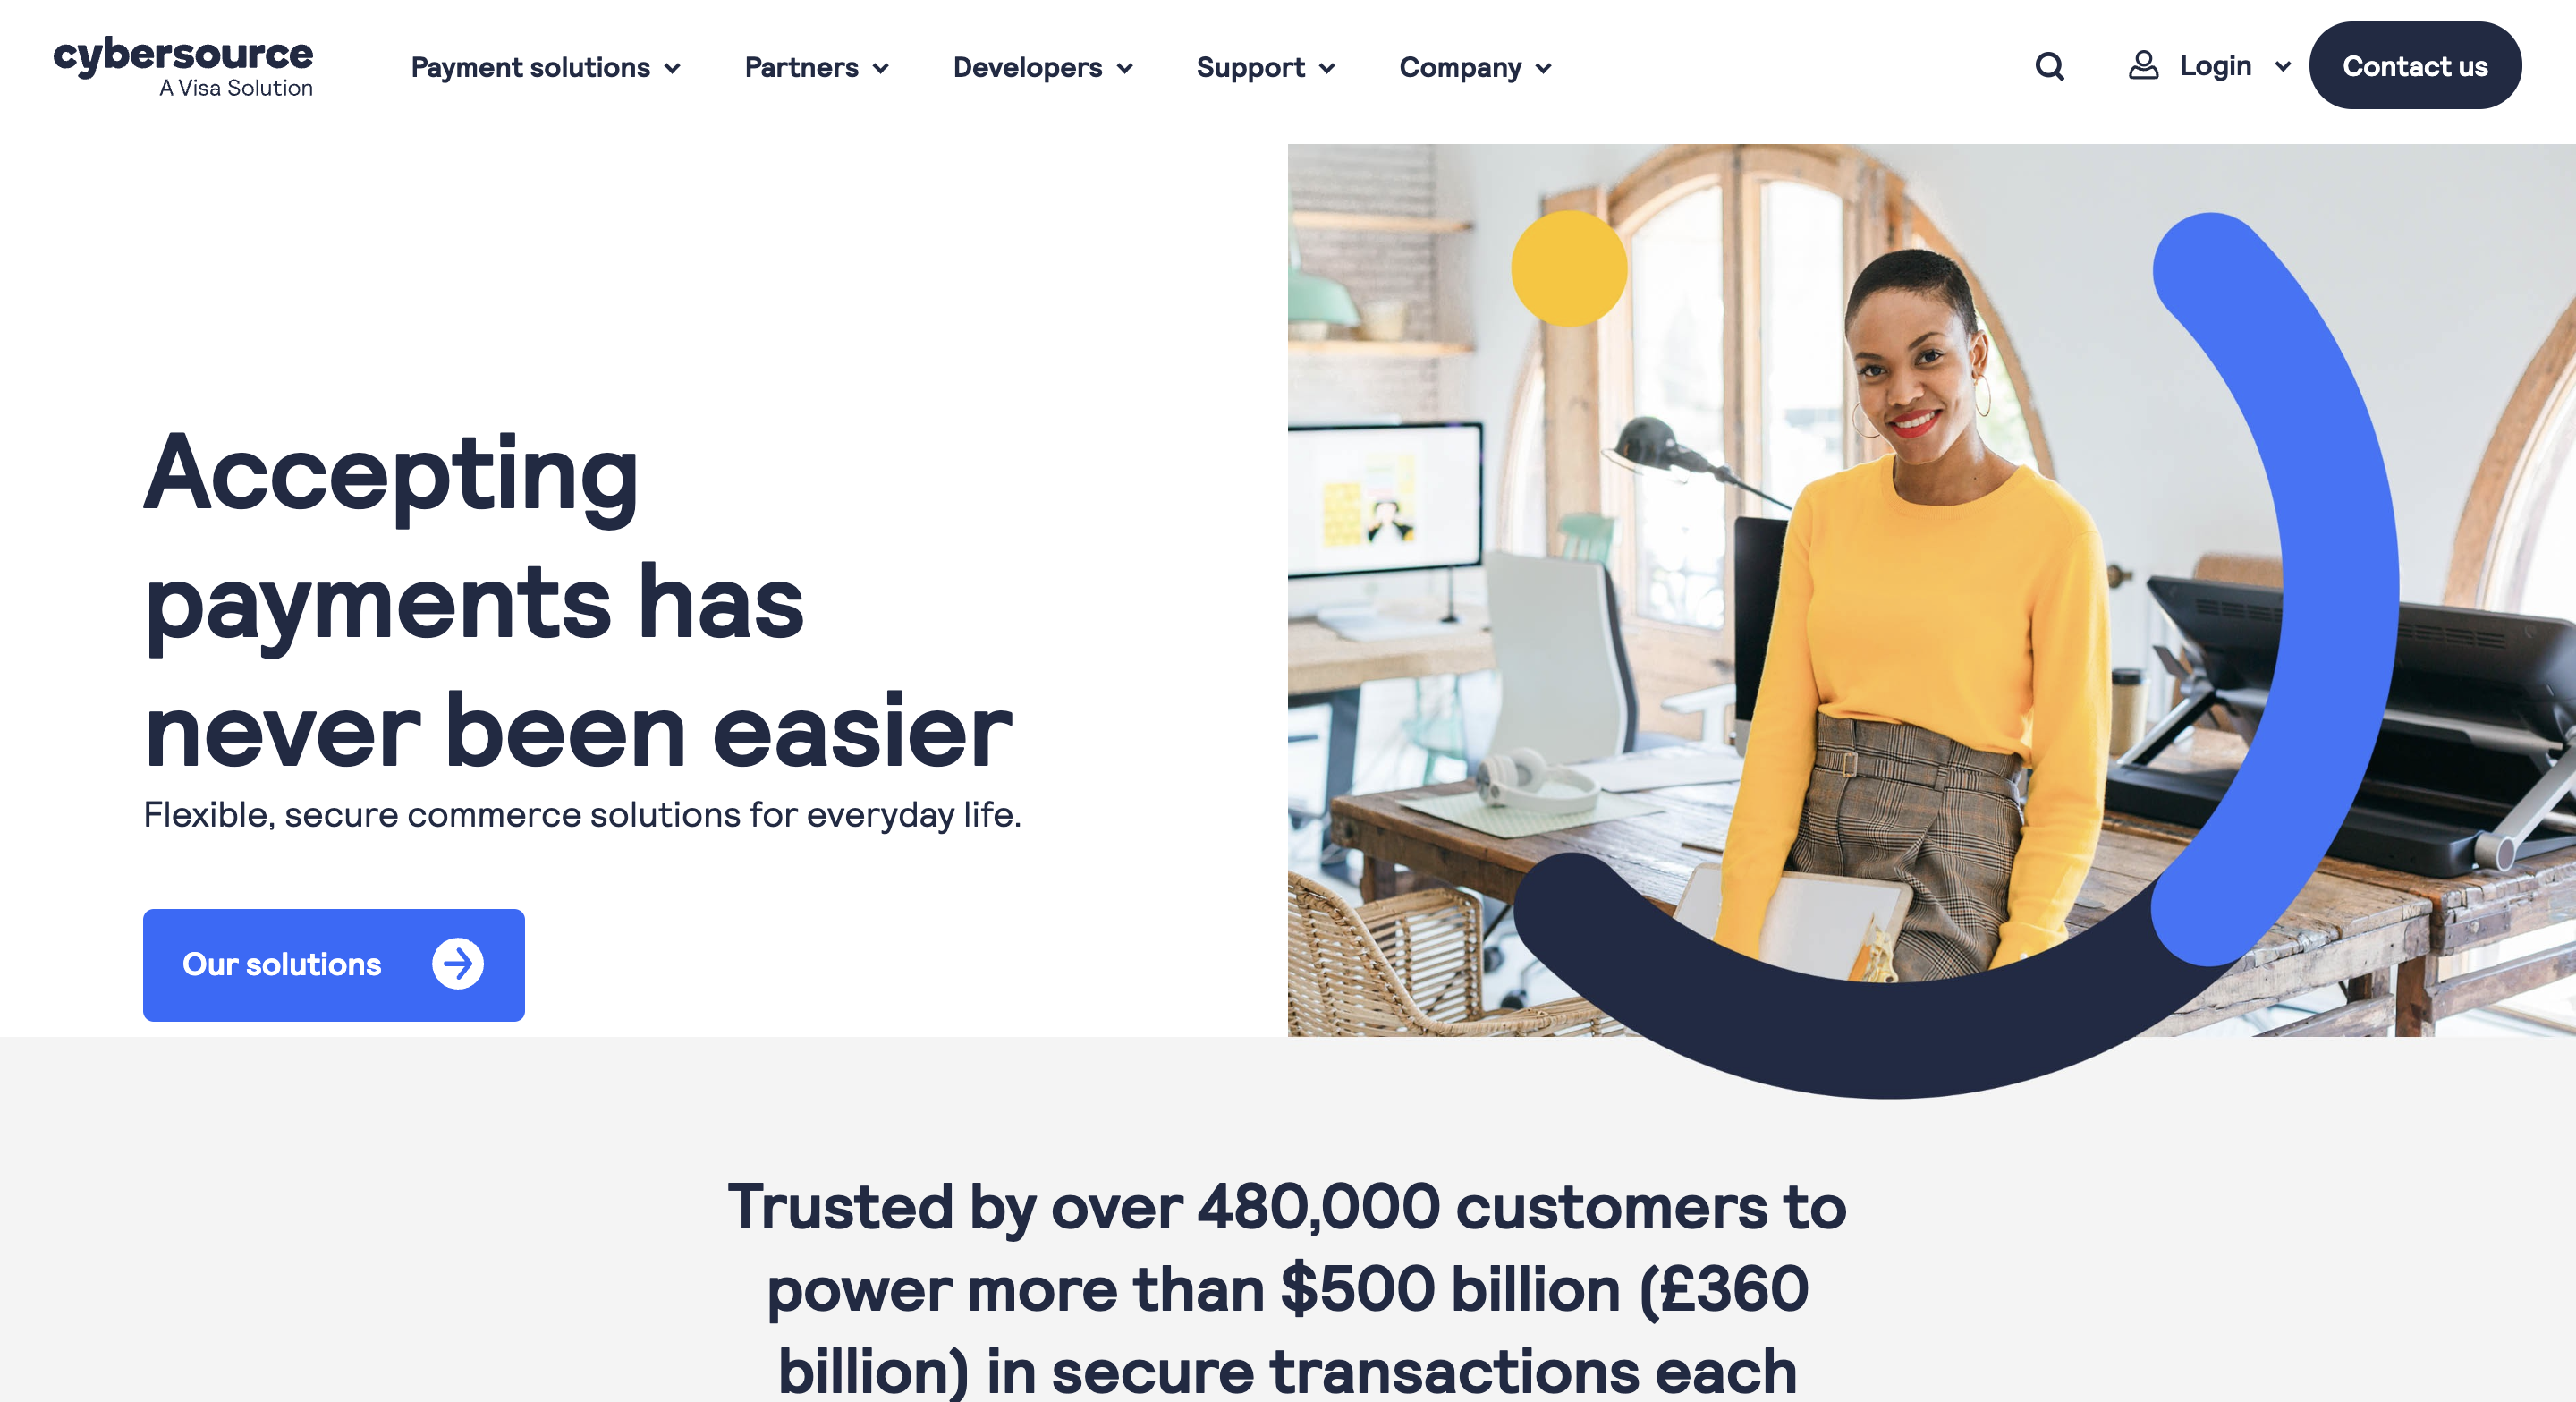 cybersource
A Visa Solution
Payment solutions
Partners
Developers
Support
Company
Login
Contact us
Accepting
payments has
never been easier
Flexible, secure commerce solutions for everyday life.
Our solutions
Trusted by over 480,000 customers to
power more than $500 billion (£360
billion) in secure transactions each